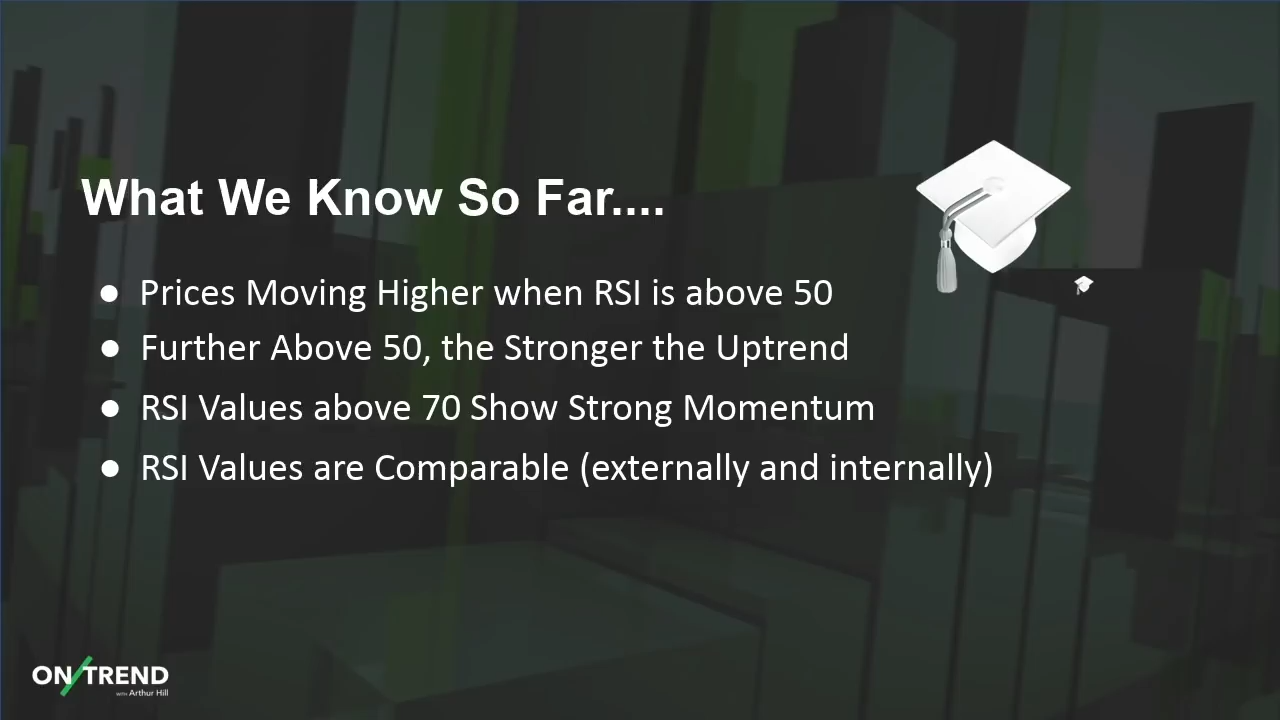 What We Know So Far....
● Prices Moving Higher when RSI is above 50
● Further Above 50, the Stronger the Uptrend
● RSI Values above 70 Show Strong Momentum
● RSI Values are Comparable (externally and internally)
ON/TREND
with Arthur Hill